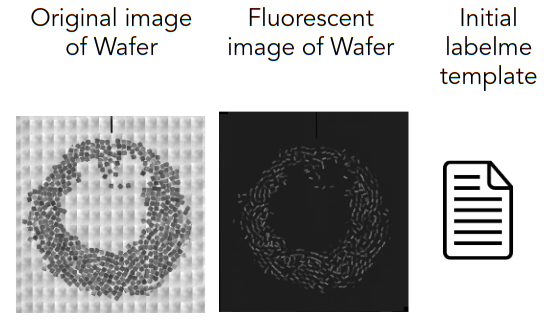 Original image
of Wafer
Fluorescent
image of Wafer
Initial
labelme
template